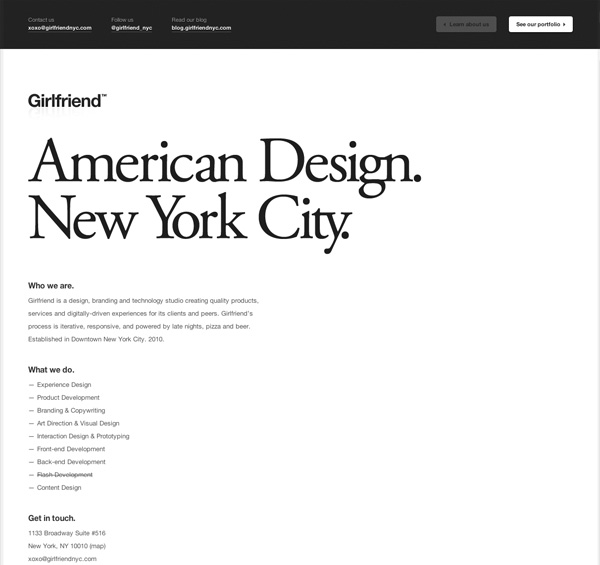 Contact us
xoxo@girlfriendnyc.com
Follow us
@girlfriend_nyc
Read our blog
blog.girlfriendnyc.com
Learn about us
See our portfolio
Girlfriend™
American Design.
New York City.
Who we are.
Girlfriend is a design, branding and technology studio creating quality products,
services and digitally-driven experiences for its clients and peers. Girlfriend's
process is iterative, responsive, and powered by late nights, pizza and beer.
Established in Downtown New York City. 2010.
What we do.
— Experience Design
— Product Development
— Branding & Copywriting
— Art Direction & Visual Design
— Interaction Design & Prototyping
— Front-end Development
— Back-end Development
— Flash Development
— Content Design
Get in touch.
1133 Broadway Suite #516
New York, NY 10010 (map)
xoxo@girlfriendnyc.com